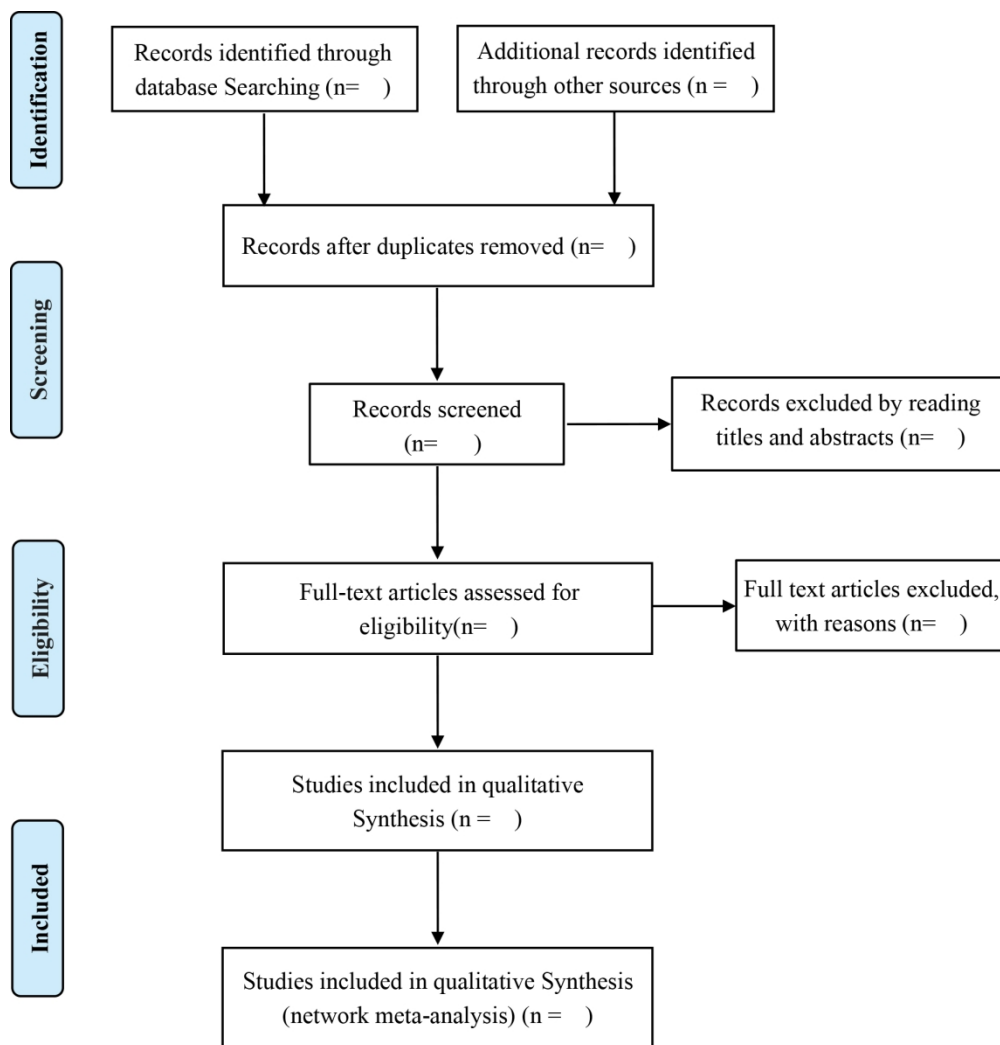 Identification
Records identified through
database Searching (n=    )
Additional records identified
through other sources (n =    )
Records after duplicates removed (n=    )
Screening
Records screened
(n=      )
Records excluded by reading
titles and abstracts (n=    )
Eligibility
Full-text articles assessed for
eligibility(n=    )
Full text articles excluded,
with reasons (n=    )
Studies included in qualitative
Synthesis (n =    )
Included
Studies included in qualitative Synthesis
(network meta-analysis) (n =    )